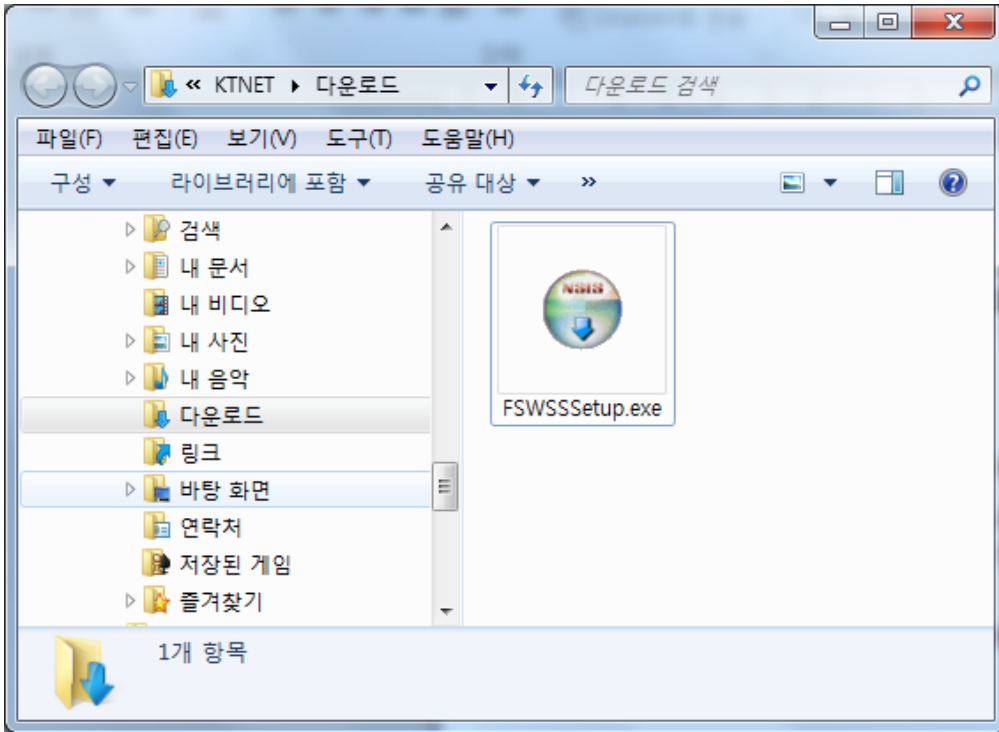 « KTNET ▸ 다운로드
다운로드 검색
파일(F) 편집(E) 보기(V) 도구(T) 도움말(H)
구성 라이브러리에 포함 공유 대상 »
검색
내 문서
내 비디오
내 사진
내 음악
다운로드
링크
바탕 화면
연락처
저장된 게임
즐겨찾기
NSIS
FSWSSSetup.exe
1개 항목